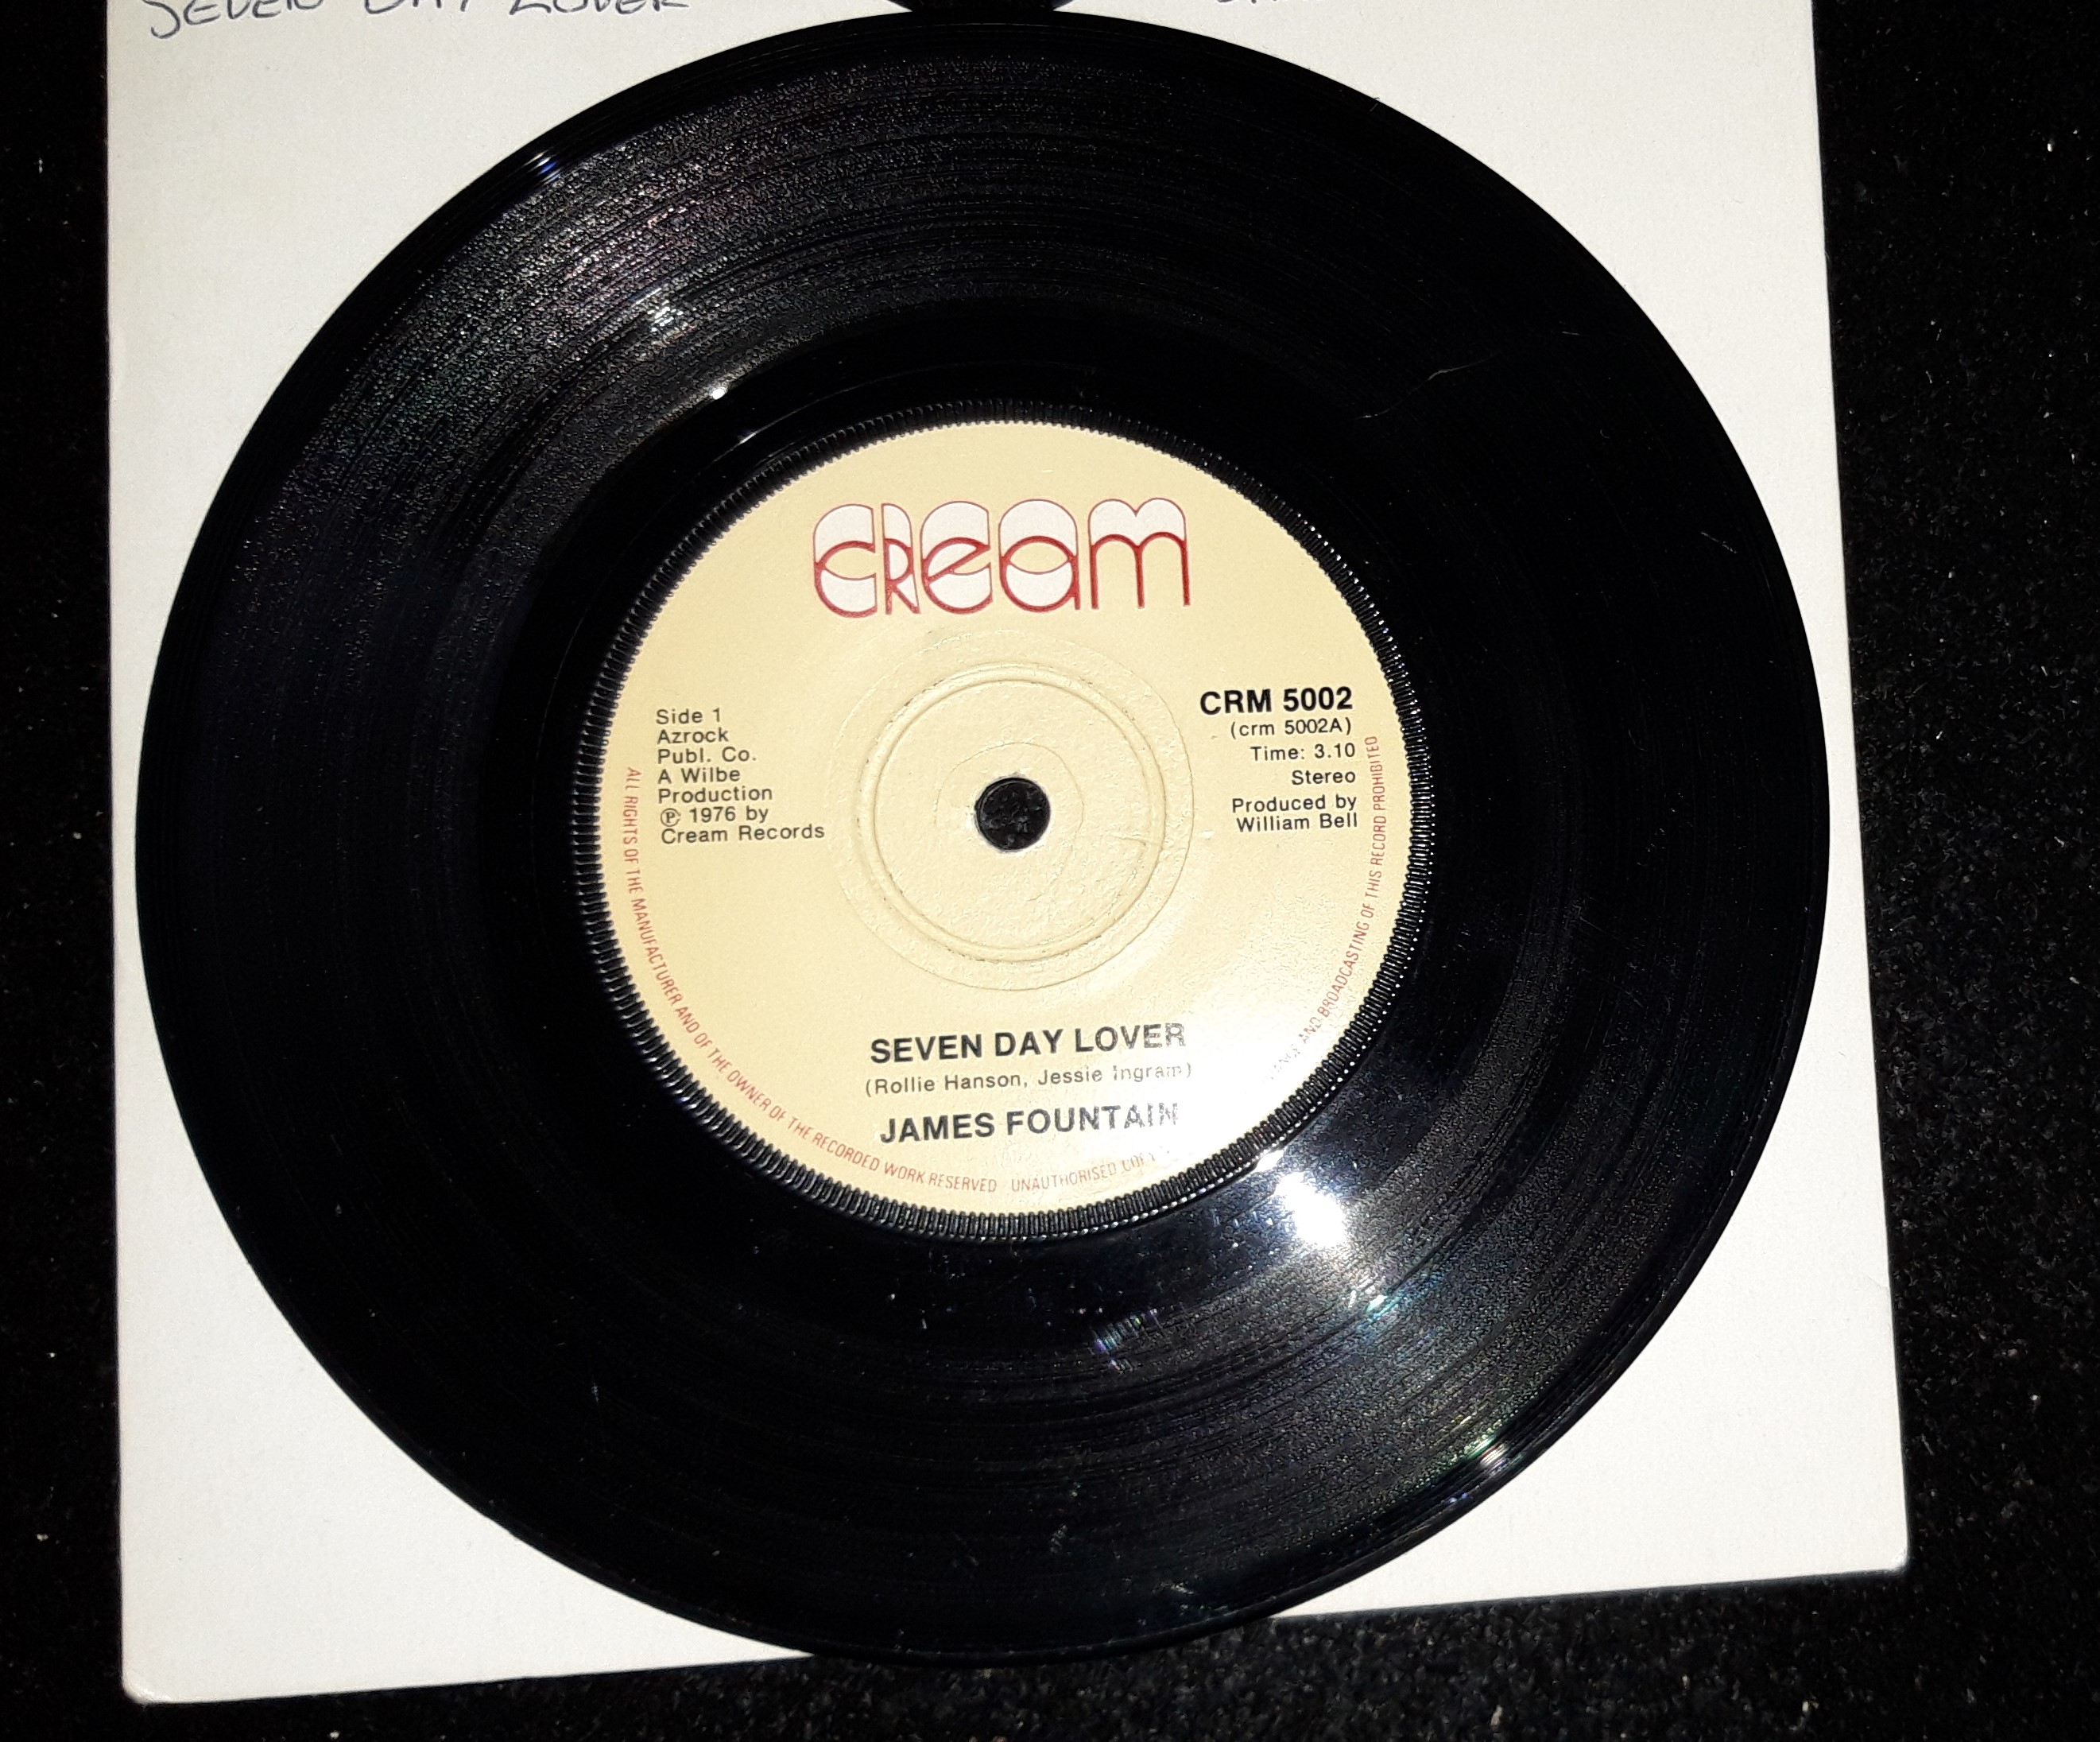 SEVEN DAY LOVER
CREAM
Side 1
Azrock
Publ. Co.
A Wilbe
Production
Ⓟ 1976 by
Cream Records
CRM 5002
(crm 5002A)
Time: 3.10
Stereo
Produced by
William Bell
SEVEN DAY LOVER
(Rollie Hanson, Jessie Ingram)
JAMES FOUNTAIN
ALL RIGHTS OF THE MANUFACTURER AND OF THE OWNER OF THE RECORDED WORK RESERVED UNAUTHORISED AND BROADCASTING OF THIS RECORD PROHIBITED